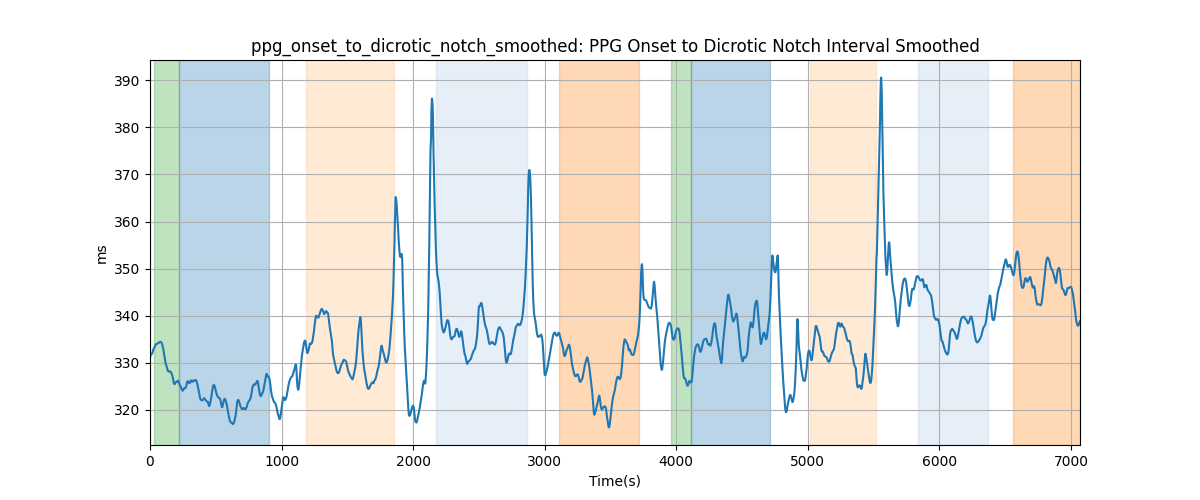 ppg_onset_to_dicrotic_notch_smoothed: PPG Onset to Dicrotic Notch Interval Smoothed
390
380
370
360
350
340
330
320
ms
0 1000 2000 3000 4000 5000 6000 7000
Time(s)